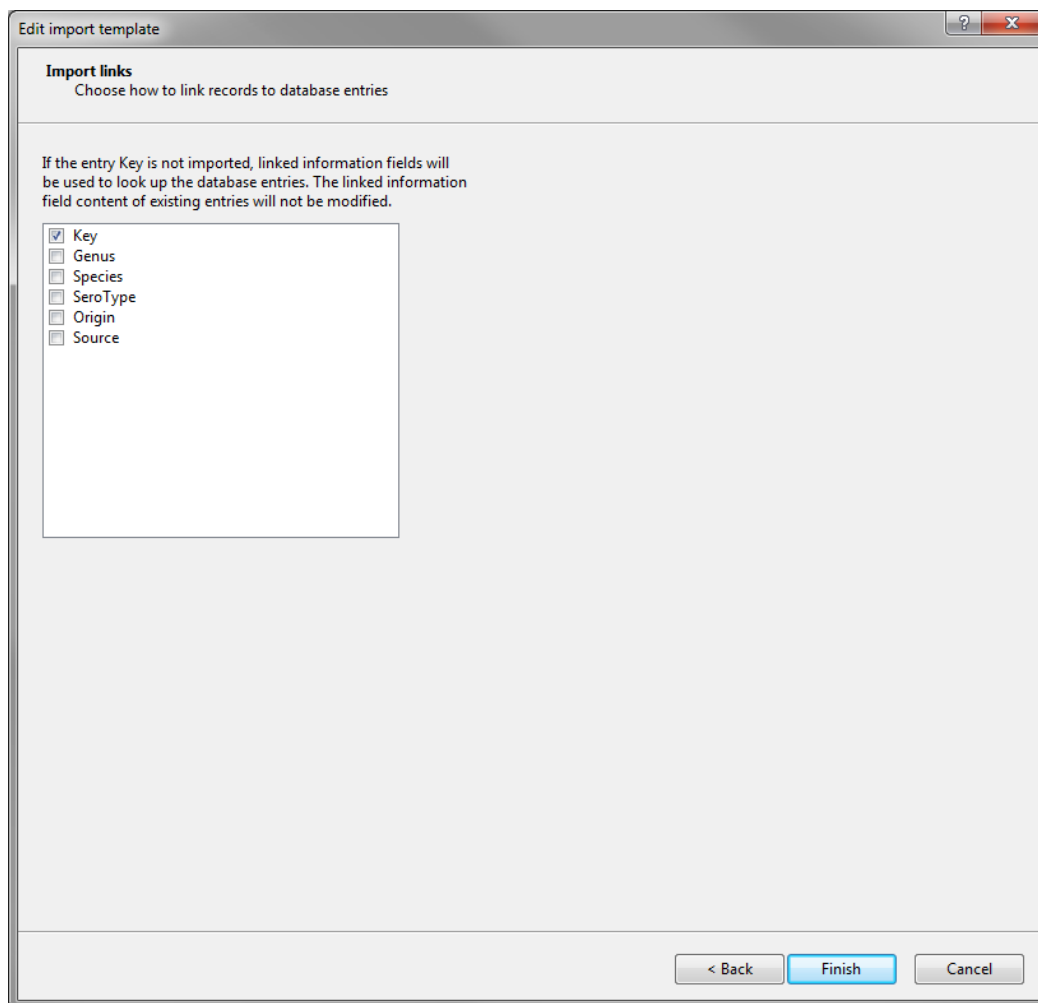 Edit import template
?
Import links
Choose how to link records to database entries
If the entry Key is not imported, linked information fields will
be used to look up the database entries. The linked information
field content of existing entries will not be modified.
Key
Genus
Species
SeroType
Origin
Source
< Back Finish Cancel